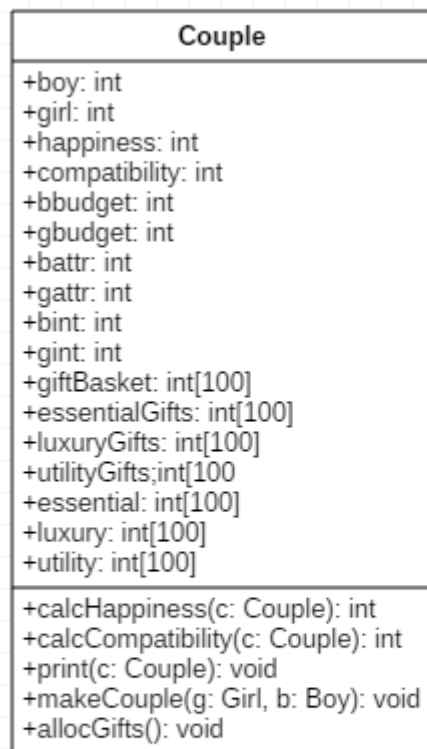 Couple
+boy: int
+girl: int
+happiness: int
+compatibility: int
+bbudget: int
+gbudget: int
+battr: int
+gattr: int
+bint: int
+gint: int
+giftBasket: int[100]
+essentialGifts: int[100]
+luxuryGifts: int[100]
+utilityGifts;int[100
+essential: int[100]
+luxury: int[100]
+utility: int[100]
+calcHappiness(c: Couple): int
+calcCompatibility(c: Couple): int
+print(c: Couple): void
+makeCouple(g: Girl, b: Boy): void
+allocGifts(): void